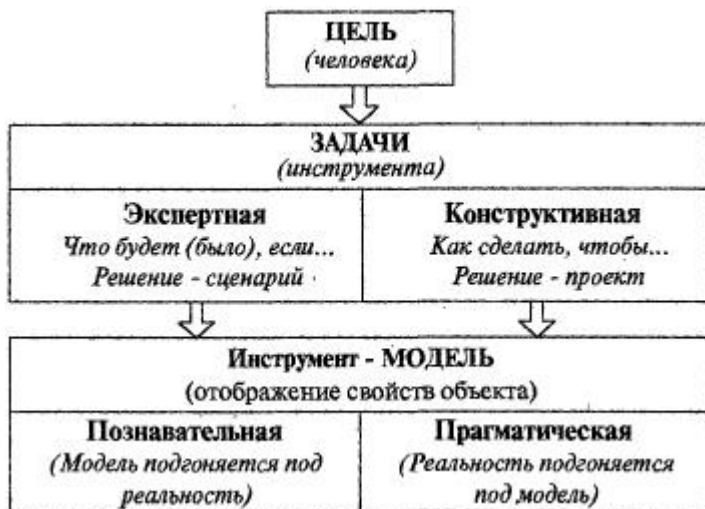 ЦЕЛЬ
(человека)
ЗАДАЧИ
(инструмента)
Экспертная
Что будет (было), если...
Решение - сценарий
Конструктивная
Как сделать, чтобы...
Решение - проект
Инструмент - МОДЕЛЬ
(отображение свойств объекта)
Познавательная
(Модель подгоняется под
реальность)
Прагматическая
(Реальность подгоняется
под модель)